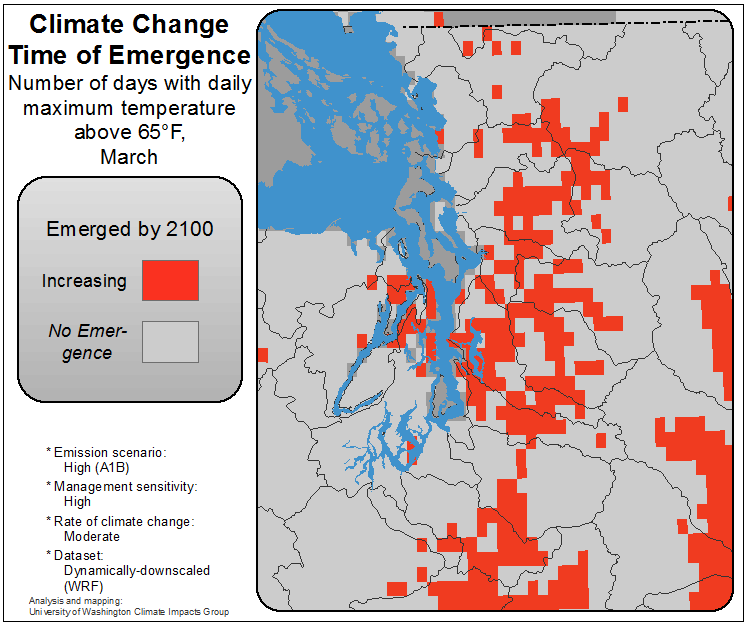 Climate Change
Time of Emergence
Number of days with daily
maximum temperature
above 65°F,
March
Emerged by 2100
Increasing
No Emer-
gence
* Emission scenario:
High (A1B)
* Management sensitivity:
High
* Rate of climate change:
Moderate
* Dataset:
Dynamically-downscaled
(WRF)
Analysis and mapping:
University of Washington Climate Impacts Group